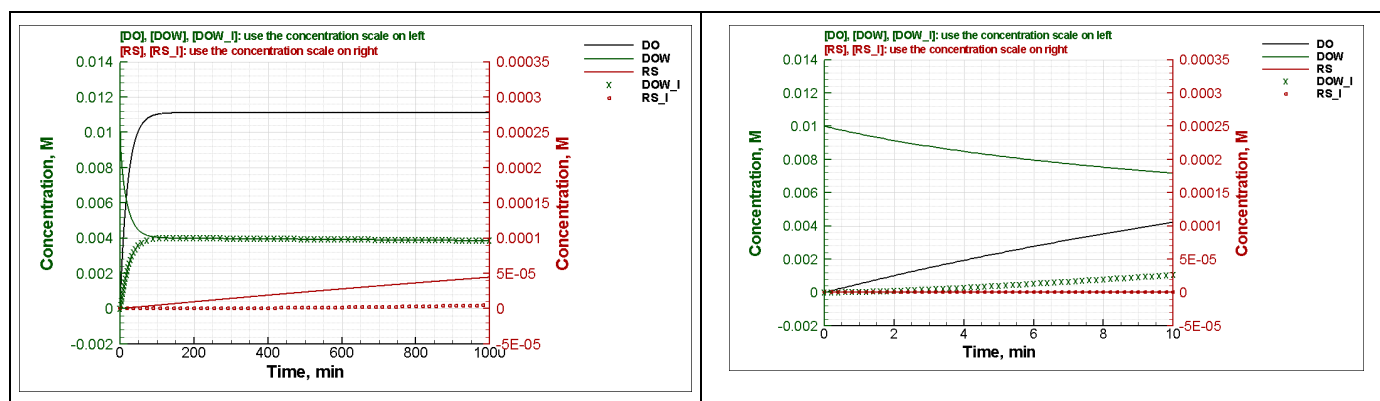 [DO], [DOW], [DOW_I]: use the concentration scale on left
[RS], [RS_I]: use the concentration scale on right
0.014
0.012
0.01
0.008
0.006
0.004
0.002
0
-0.002
Concentration, M
0
200
400
600
800
1000
Time, min
0.00035
0.0003
0.00025
0.0002
0.00015
0.0001
5E-05
0
-5E-05
Concentration, M
DO
DOW
RS
DOW_I
RS_I
[DO], [DOW], [DOW_I]: use the concentration scale on left
[RS], [RS_I]: use the concentration scale on right
0.014
0.012
0.01
0.008
0.006
0.004
0.002
0
-0.002
Concentration, M
0
2
4
6
8
10
Time, min
0.00035
0.0003
0.00025
0.0002
0.00015
0.0001
5E-05
0
-5E-05
Concentration, M
DO
DOW
RS
DOW_I
RS_I